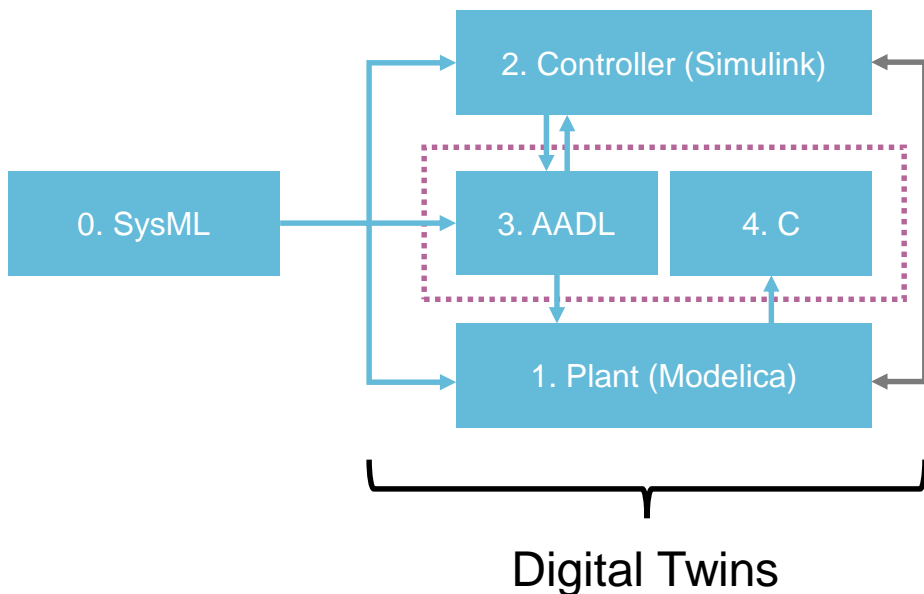 2. Controller (Simulink)
0. SysML
3. AADL
4. C
1. Plant (Modelica)
Digital Twins